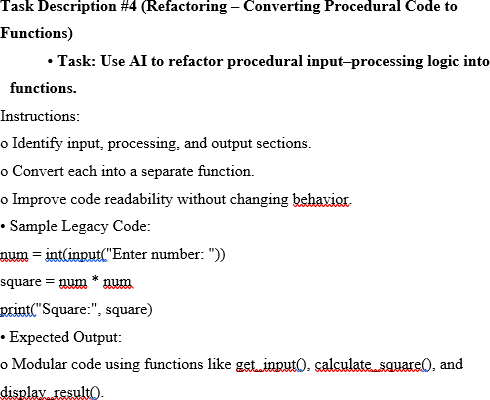 Task Description #4 (Refactoring – Converting Procedural Code to
Functions)
• Task: Use AI to refactor procedural input–processing logic into
functions.
Instructions:
o Identify input, processing, and output sections.
o Convert each into a separate function.
o Improve code readability without changing behavior.
• Sample Legacy Code:
num = int(input("Enter number: "))
square = num * num
print("Square:", square)
• Expected Output:
o Modular code using functions like get_input(), calculate_square(), and
display_result().